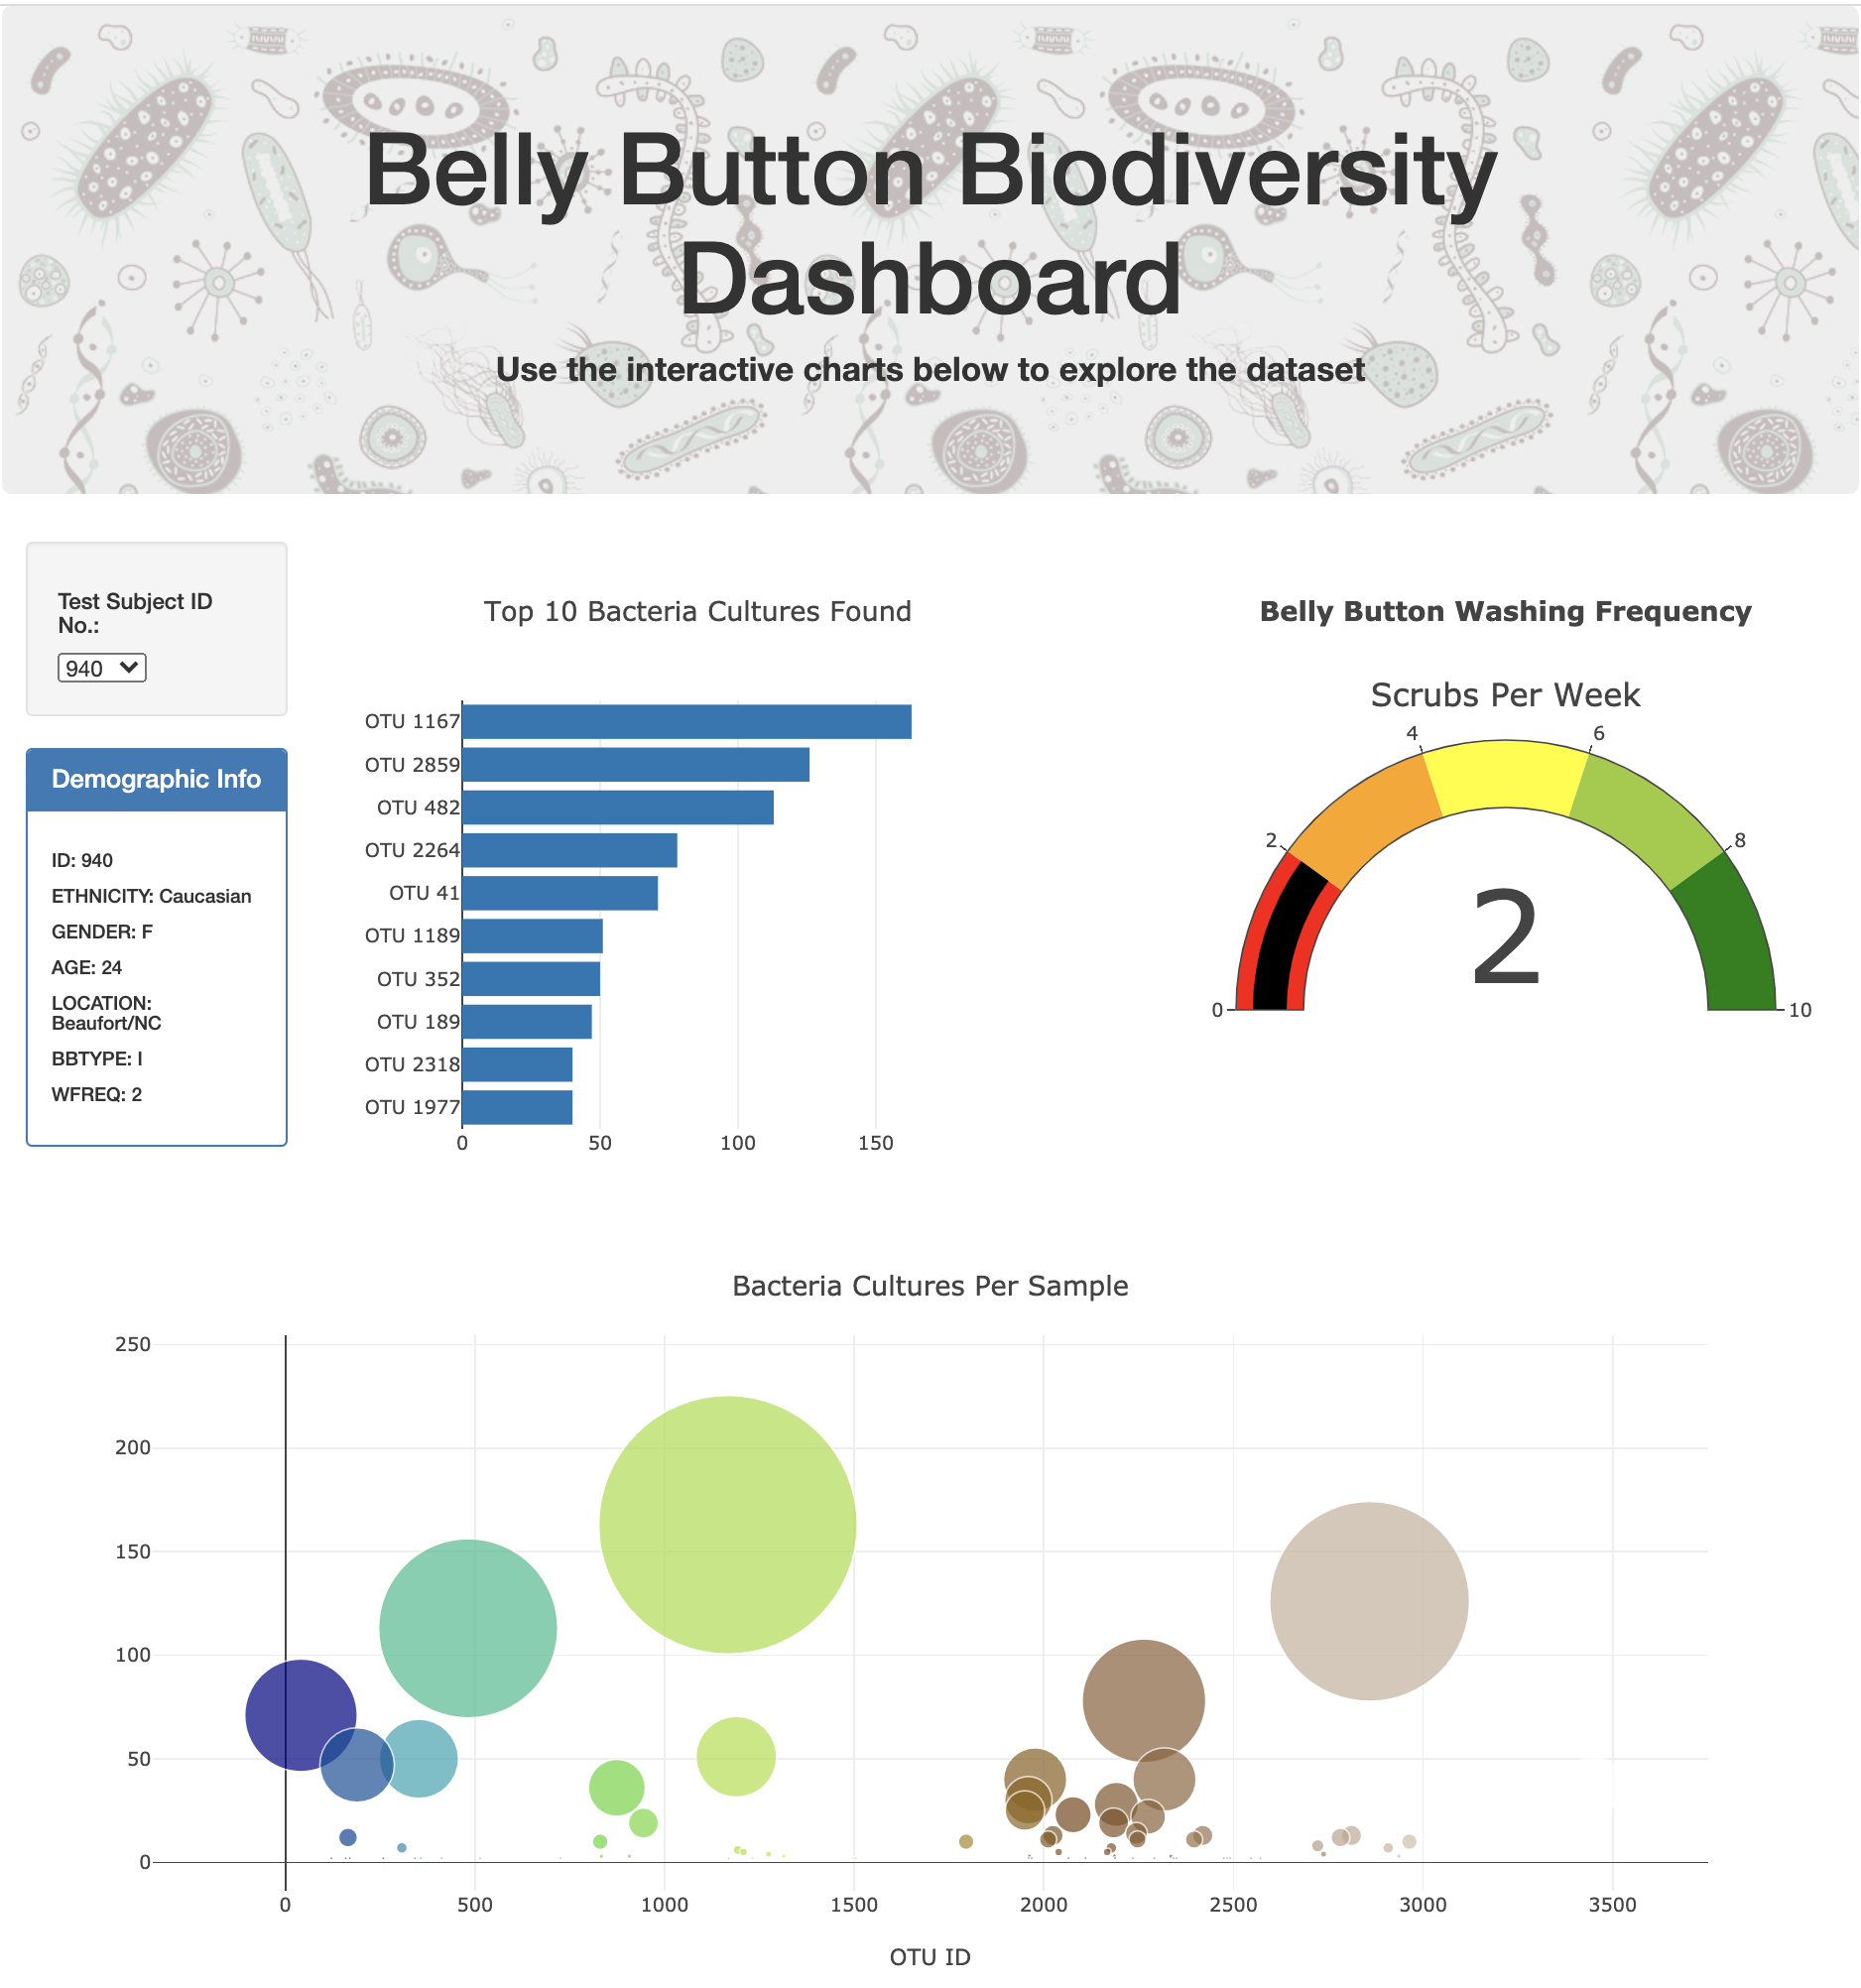 Belly Button Biodiversity
Dashboard
Use the interactive charts below to explore the dataset
Test Subject ID
No.:
940
Demographic Info
ID: 940
ETHNICITY: Caucasian
GENDER: F
AGE: 24
LOCATION:
Beaufort/NC
BBTYPE: I
WFREQ: 2
Top 10 Bacteria Cultures Found
OTU 1167
OTU 2859
OTU 482
OTU 2264
OTU 41
OTU 1189
OTU 352
OTU 189
OTU 2318
OTU 1977
0 50 100 150
Belly Button Washing Frequency
Scrubs Per Week
0
2
4
6
8
10
2
Bacteria Cultures Per Sample
250
200
150
100
50
0
0 500 1000 1500 2000 2500 3000 3500
OTU ID